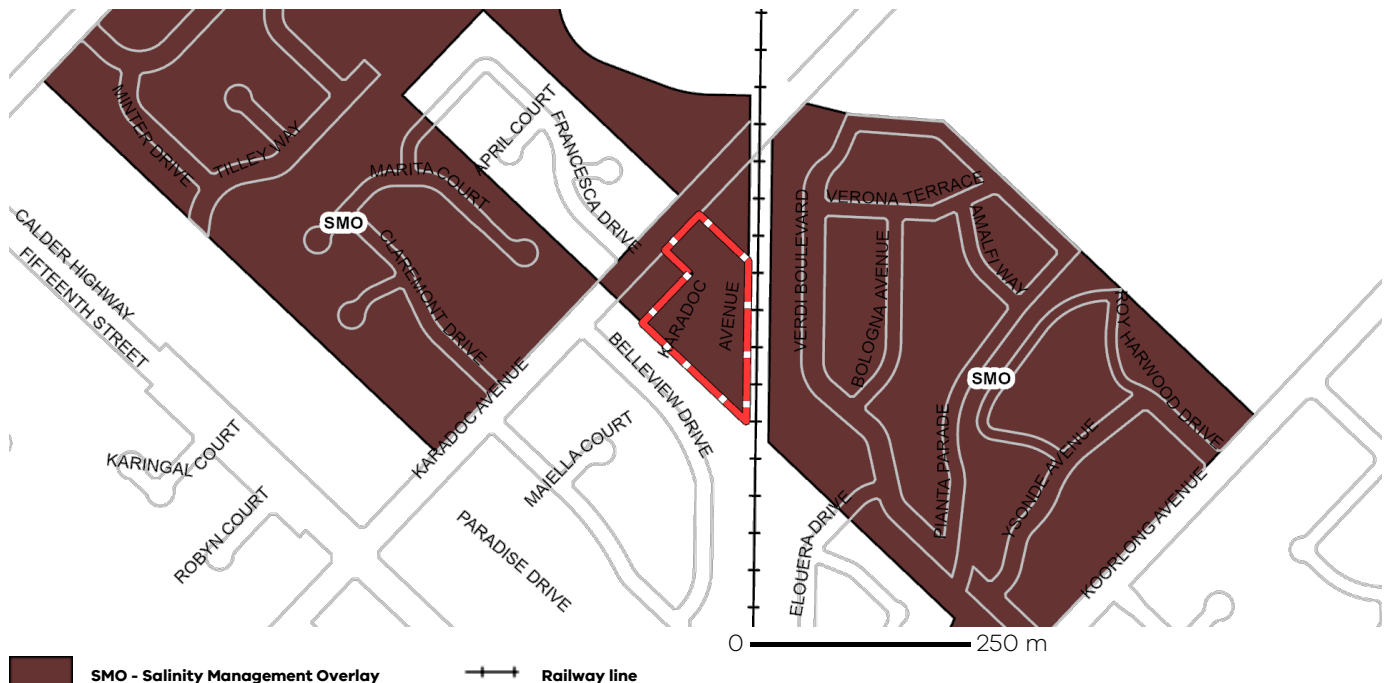 MINTER DRIVE
TILLEY WAY
MARITA COURT
APRIL COURT
FRANCESCA DRIVE
SMO
CLAREMONT DRIVE
CALDER HIGHWAY
FIFTEENTH STREET
KARADOC AVENUE
KARADOC
AVENUE
BELLEVIEW DRIVE
MAIELLA COURT
PARADISE DRIVE
KARINGAL COURT
ROBYN COURT
VERDI BOULEVARD
VERONA TERRACE
BOLOGNA AVENUE
AMALFI WAY
SMO
ROY HARWOOD DRIVE
PIANTA PARADE
YSONDE AVENUE
KOORLONG AVENUE
ELOUERA DRIVE
0 250 m
SMO - Salinity Management Overlay
Railway line